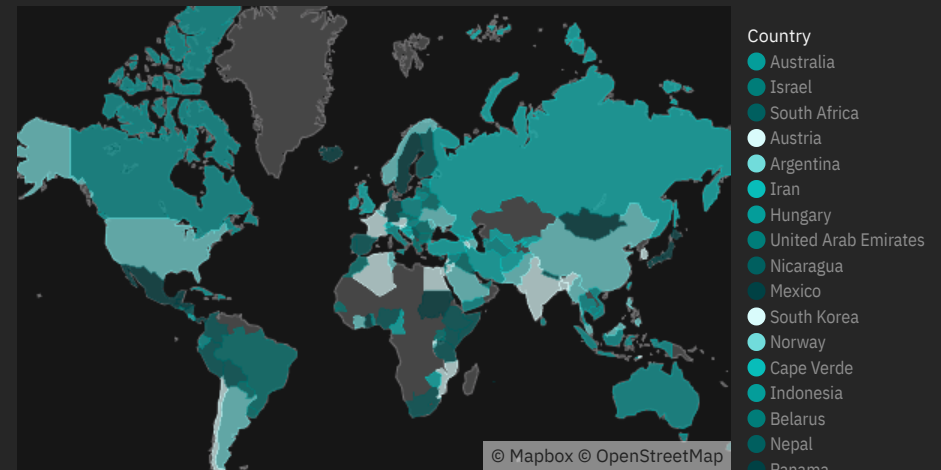 Country
Australia
Israel
South Africa
Austria
Argentina
Iran
Hungary
United Arab Emirates
Nicaragua
Mexico
South Korea
Norway
Cape Verde
Indonesia
Belarus
Nepal
Panama
© Mapbox © OpenStreetMap